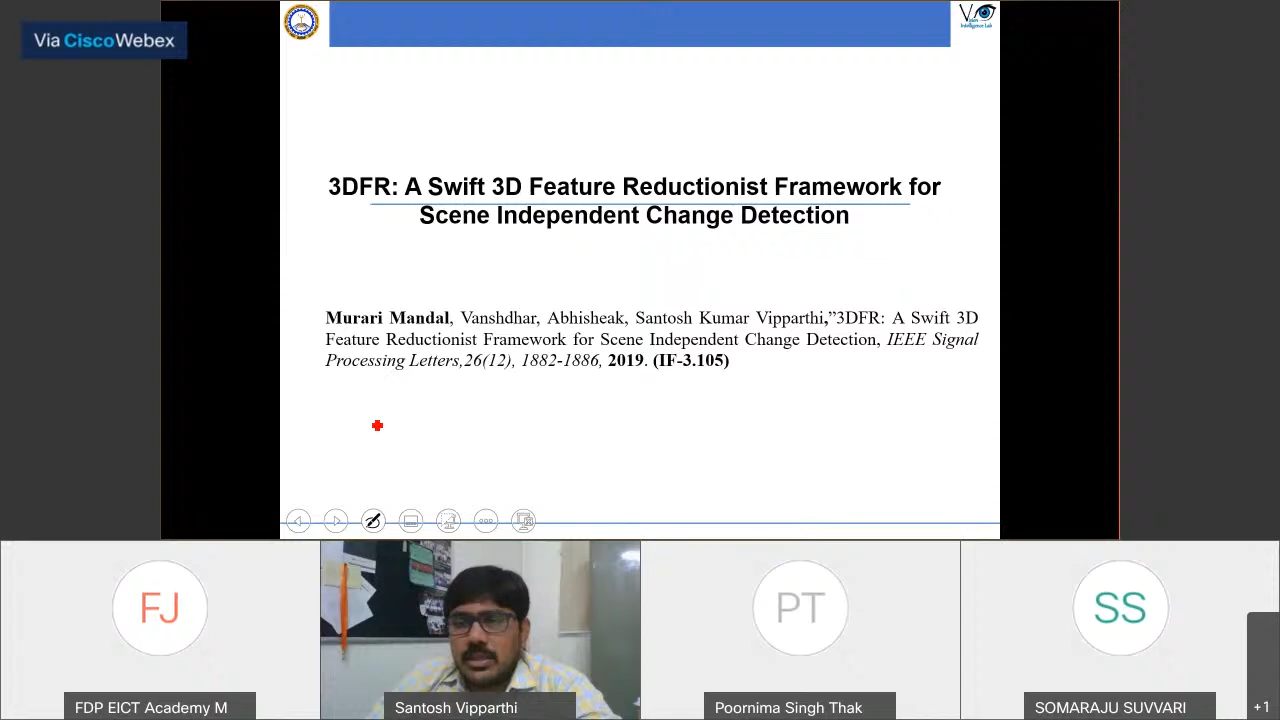 Via CiscoWebex
Vision
Intelligence Lab
3DFR: A Swift 3D Feature Reductionist Framework for
Scene Independent Change Detection
Murari Mandal, Vanshdhar, Abhisheak, Santosh Kumar Vipparthi,”3DFR: A Swift 3D
Feature Reductionist Framework for Scene Independent Change Detection, IEEE Signal
Processing Letters,26(12), 1882-1886, 2019. (IF-3.105)
FJ
PT
SS
FDP EICT Academy M
Santosh Vipparthi
Poornima Singh Thak
SOMARAJU SUVVARI
+1